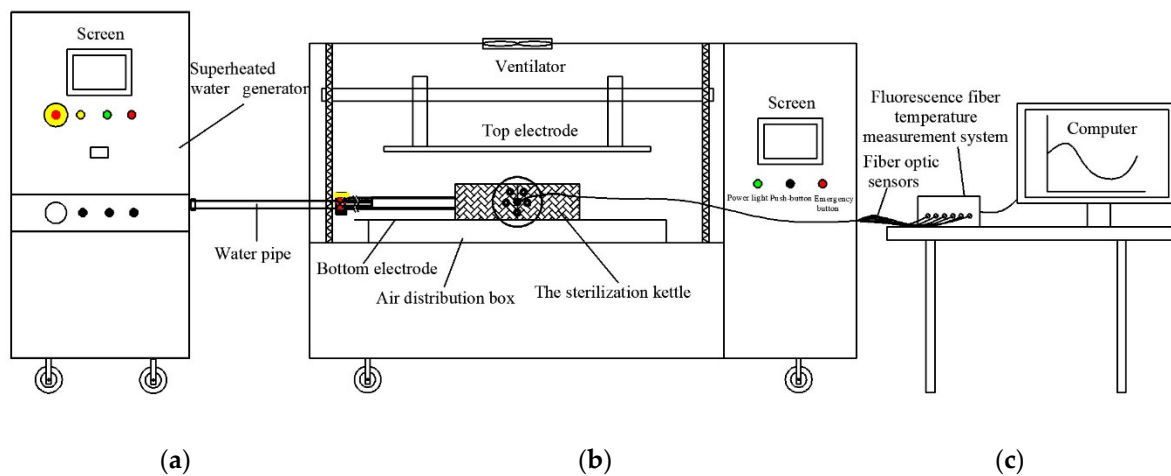 Screen
Superheated
water generator
Water pipe
Ventilator
Top electrode
Bottom electrode
Air distribution box
The sterilization kettle
Screen
Power light Push-button Emergency
button
Fluorescence fiber
temperature
measurement system
Fiber optic
sensors
Computer
(a)
(b)
(c)